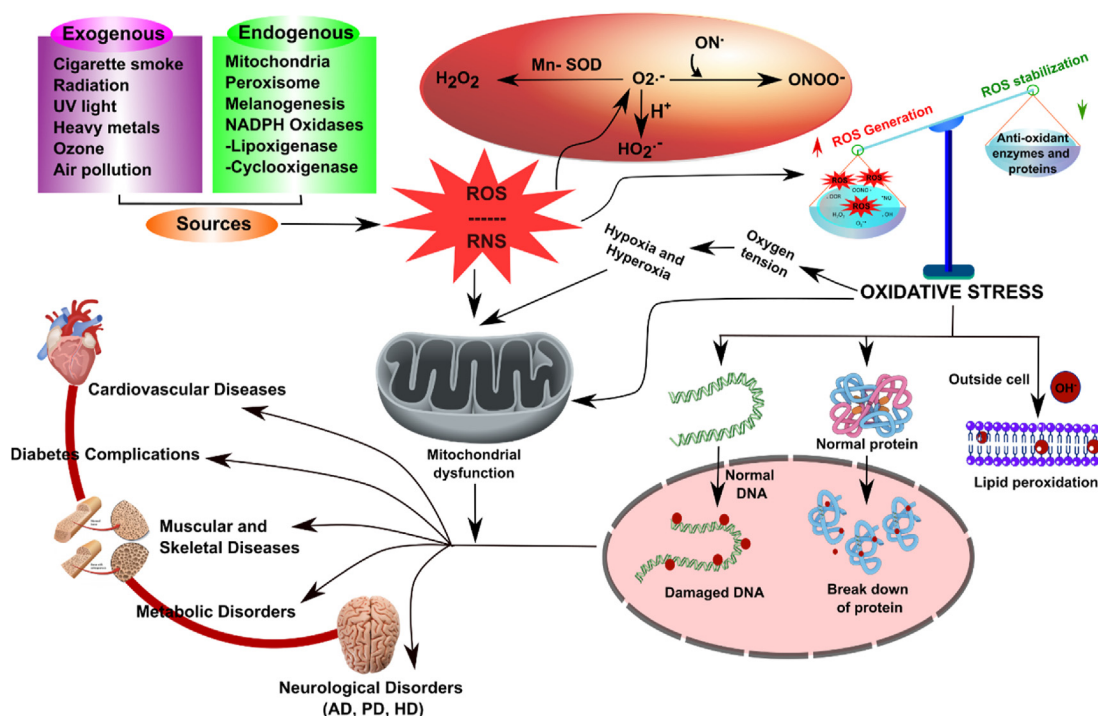 Exogenous
Cigarette smoke
Radiation
UV light
Heavy metals
Ozone
Air pollution
Endogenous
Mitochondria
Peroxisome
Melanogenesis
NADPH Oxidases
-Lipoxigenase
-Cyclooxigenase
Sources
ROS
------
RNS
H2O2
Mn- SOD
O2·-
ON·
ONOO-
H+
HO2·-
ROS Generation
ROS stabilization
Anti-oxidant
enzymes and
proteins
ROS
ROS
ROS
H2O2
Hypoxia and
Hyperoxia
Oxygen
tension
OXIDATIVE STRESS
Outside cell
OH·
Lipid peroxidation
Normal protein
Normal
DNA
Damaged DNA
Break down
of protein
Mitochondrial
dysfunction
Cardiovascular Diseases
Diabetes Complications
Muscular and
Skeletal Diseases
Metabolic Disorders
Neurological Disorders
(AD, PD, HD)